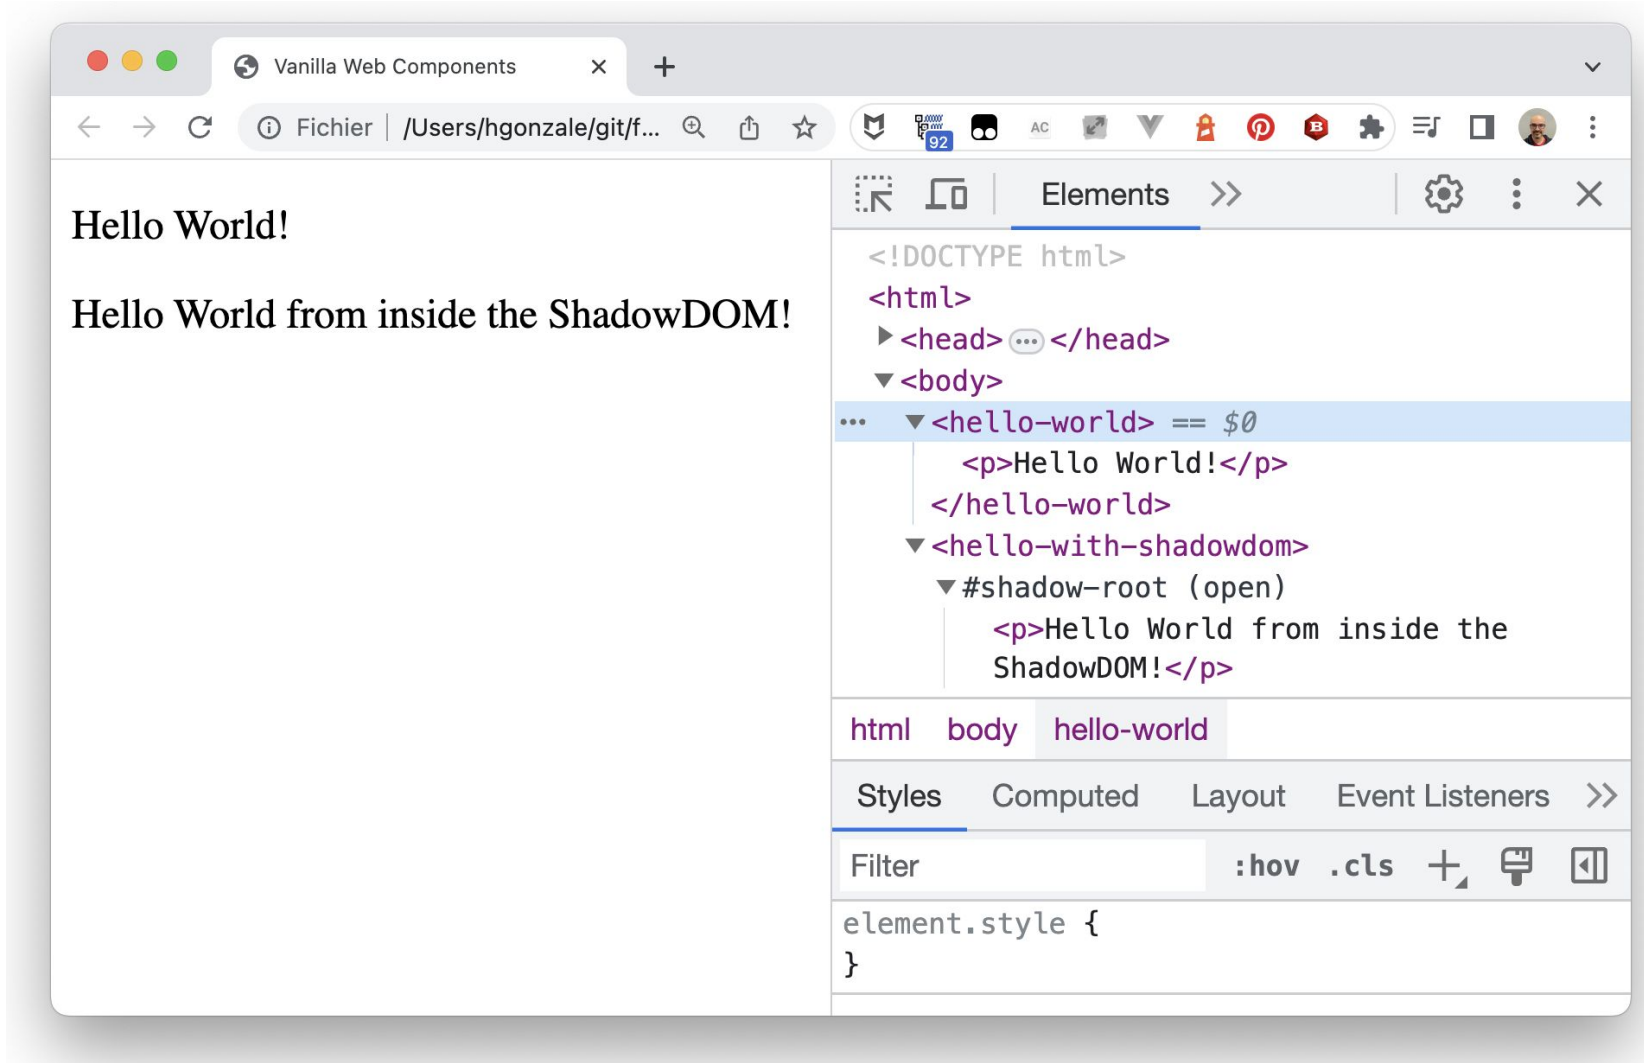 Vanilla Web Components
Fichier /Users/hgonzale/git/f...
92
AC
Hello World!
Hello World from inside the ShadowDOM!
Elements
<!DOCTYPE html>
<html>
<head> ... </head>
<body>
... <hello-world> == $0
<p>Hello World!</p>
</hello-world>
<hello-with-shadowdom>
#shadow-root (open)
<p>Hello World from inside the
ShadowDOM!</p>
html body hello-world
Styles Computed Layout Event Listeners
Filter :hov .cls
element.style {
}